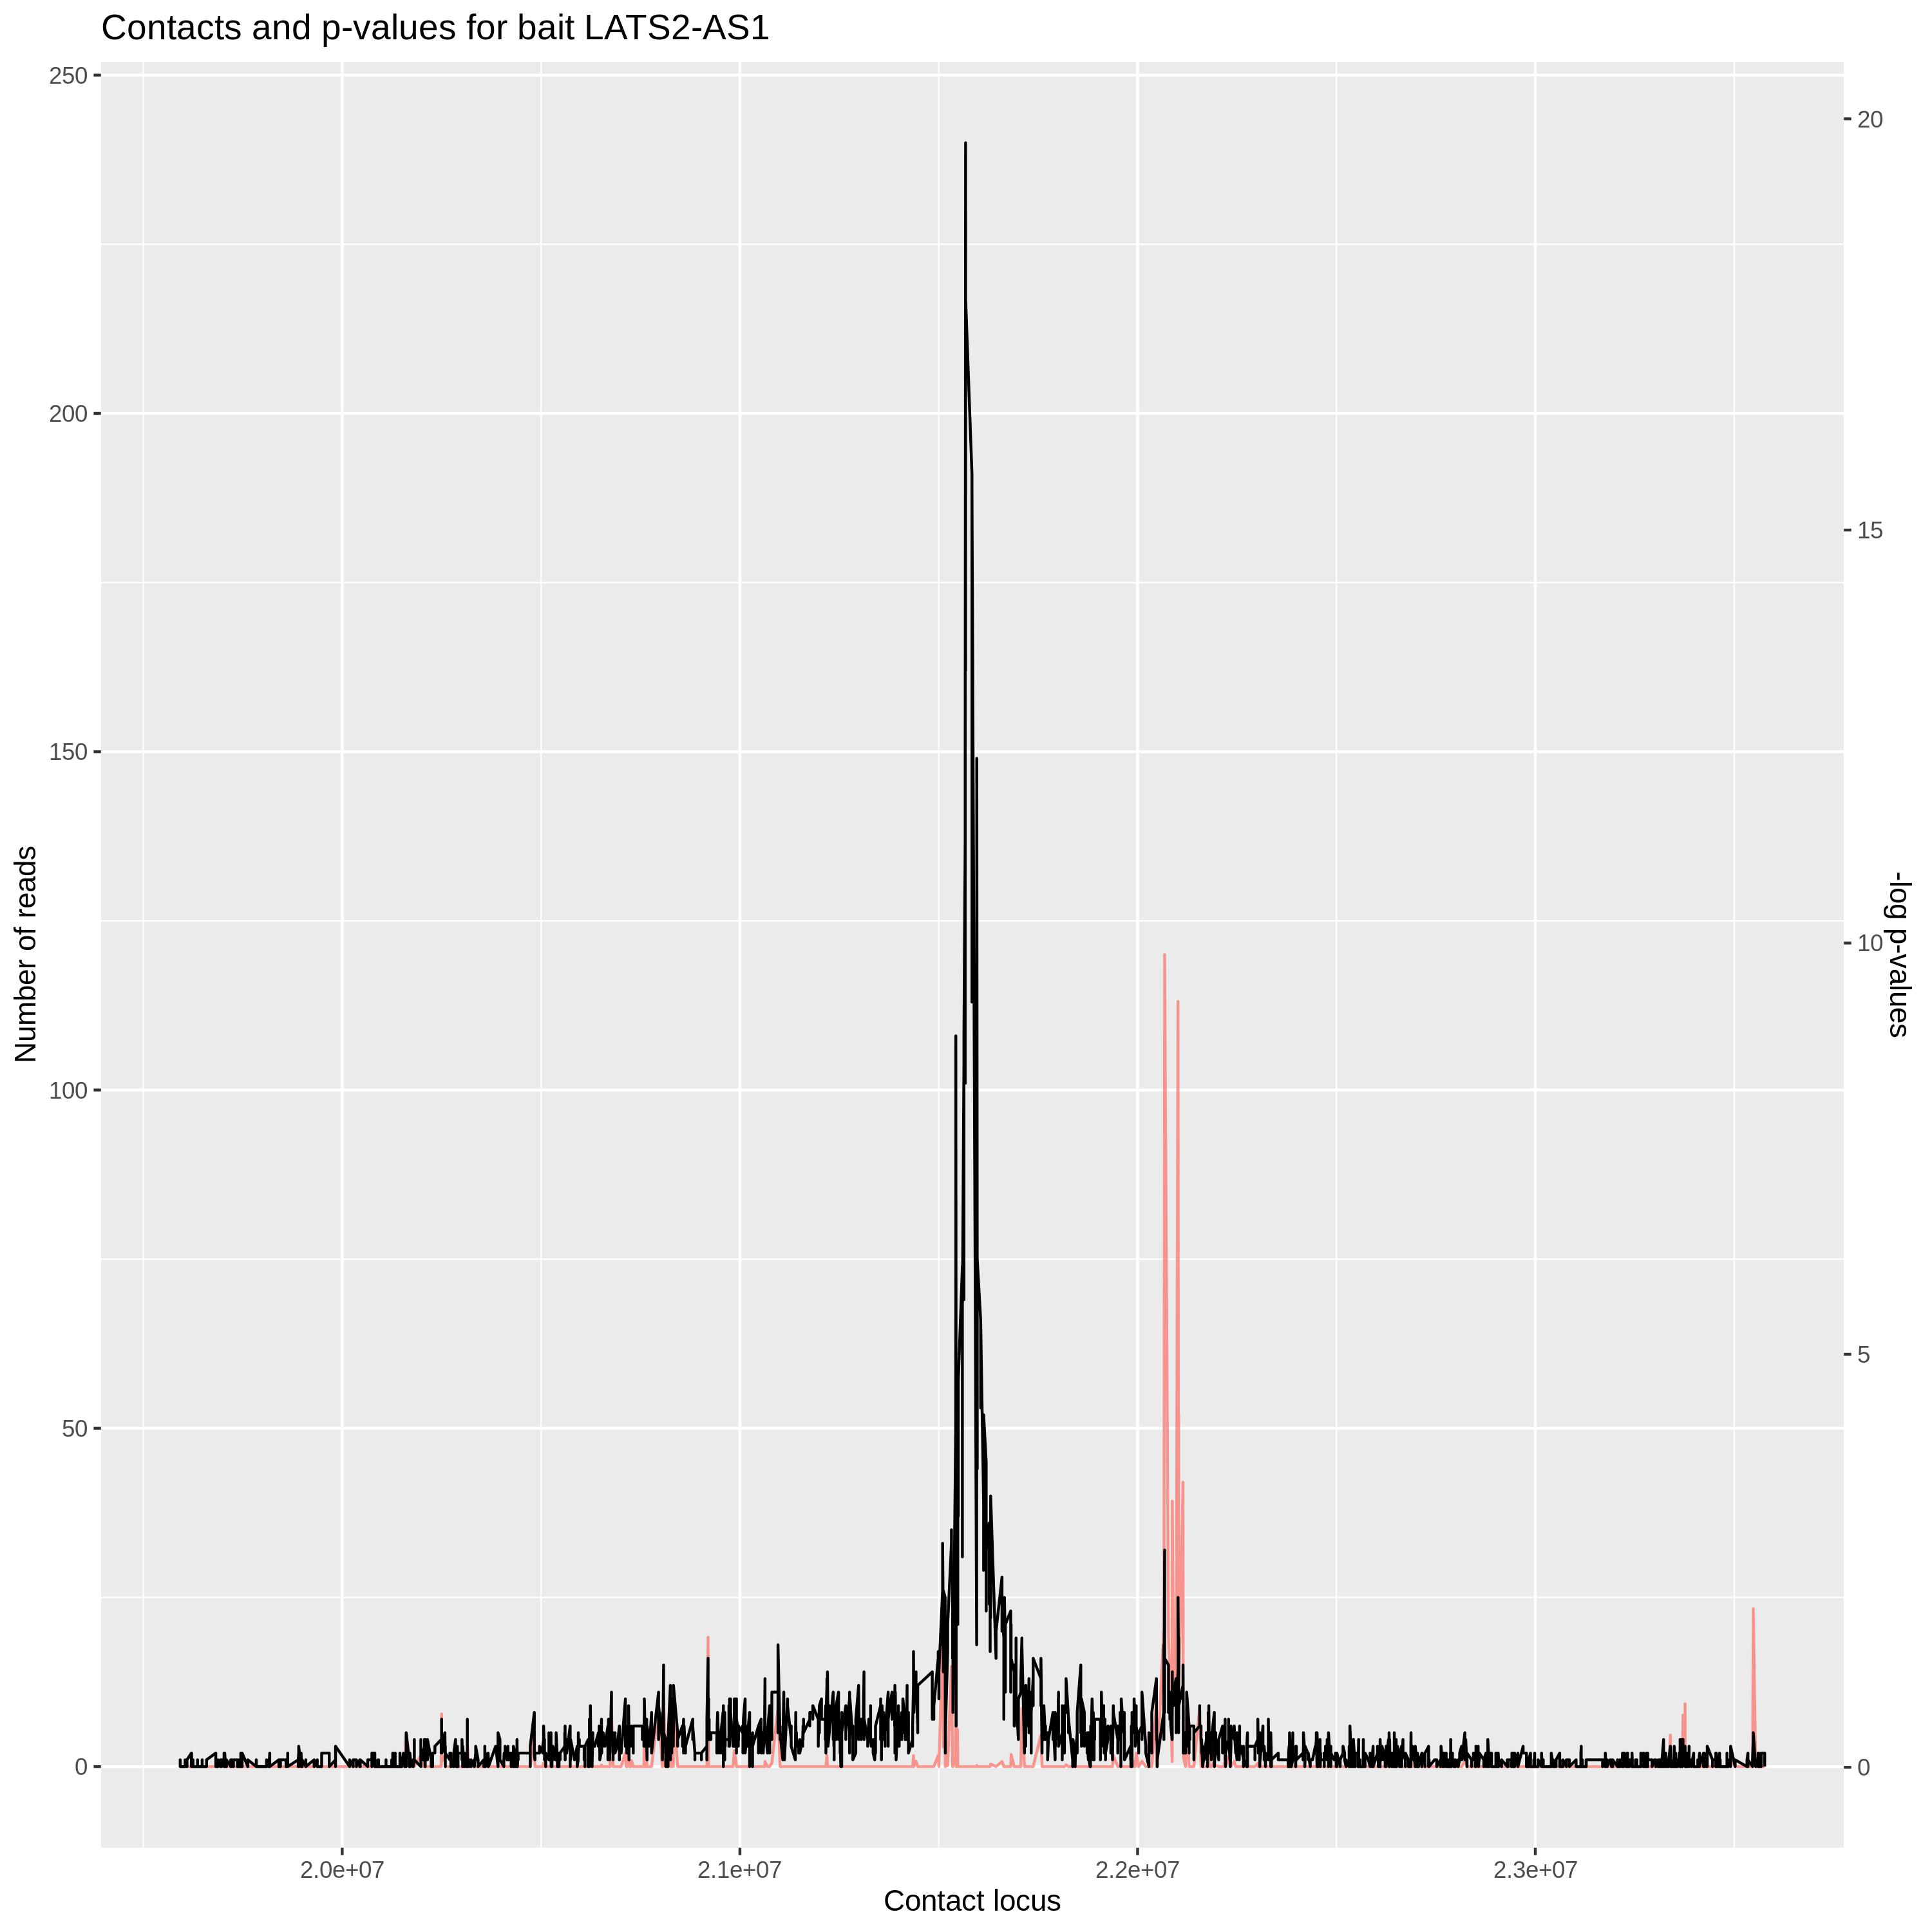 Contacts and p-values for bait LATS2-AS1
250
200
150
100
50
0
Number of reads
20
15
10
5
0
-log p-values
2.0e+07
2.1e+07
2.2e+07
2.3e+07
Contact locus